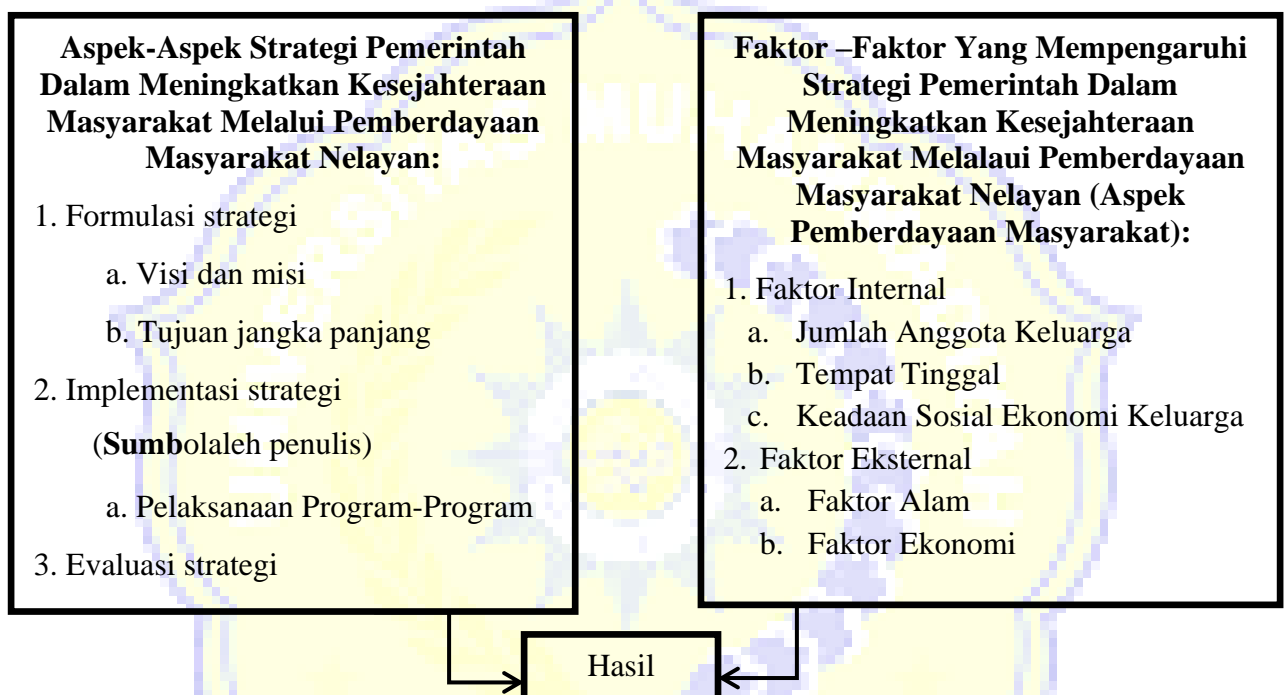 Aspek-Aspek Strategi Pemerintah
Dalam Meningkatkan Kesejahteraan
Masyarakat Melalui Pemberdayaan
Masyarakat Nelayan:
1. Formulasi strategi
a. Visi dan misi
b. Tujuan jangka panjang
2. Implementasi strategi
(Sumbolaleh penulis)
a. Pelaksanaan Program-Program
3. Evaluasi strategi
Faktor –Faktor Yang Mempengaruhi
Strategi Pemerintah Dalam
Meningkatkan Kesejahteraan
Masyarakat Melalaui Pemberdayaan
Masyarakat Nelayan (Aspek
Pemberdayaan Masyarakat):
1. Faktor Internal
a. Jumlah Anggota Keluarga
b. Tempat Tinggal
c. Keadaan Sosial Ekonomi Keluarga
2. Faktor Eksternal
a. Faktor Alam
b. Faktor Ekonomi
Hasil